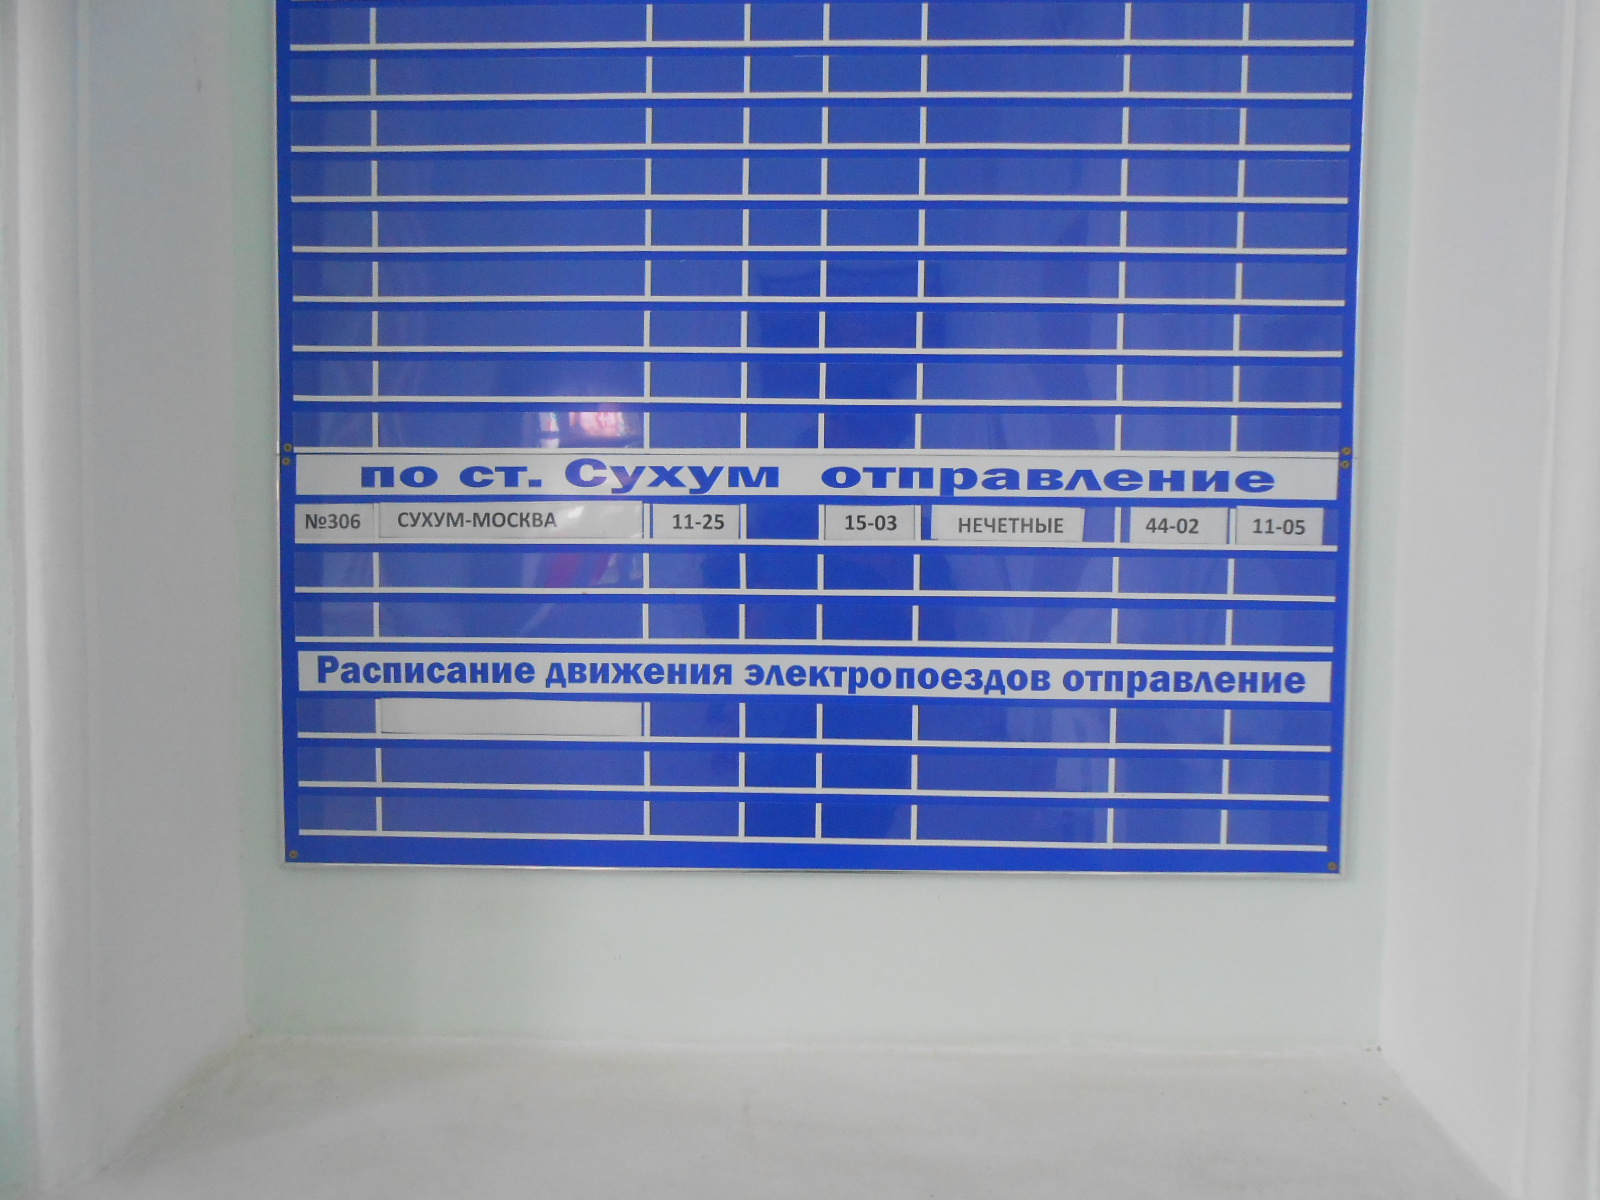 по ст. Сухум отправление
№306 СУХУМ-МОСКВА 11-25 15-03 НЕЧЕТНЫЕ 44-02 11-05
Расписание движения электропоездов отправление